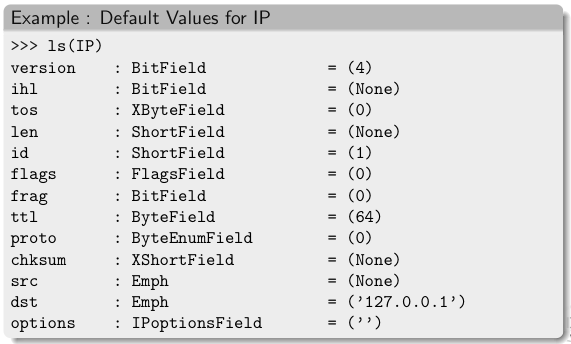 Example : Default Values for IP
>>> ls(IP)
version    : BitField             = (4)
ihl        : BitField             = (None)
tos        : XByteField           = (0)
len        : ShortField           = (None)
id         : ShortField           = (1)
flags      : FlagsField           = (0)
frag       : BitField             = (0)
ttl        : ByteField            = (64)
proto      : ByteEnumField        = (0)
chksum     : XShortField          = (None)
src        : Emph                 = (None)
dst        : Emph                 = ('127.0.0.1')
options    : IPoptionsField       = ('')